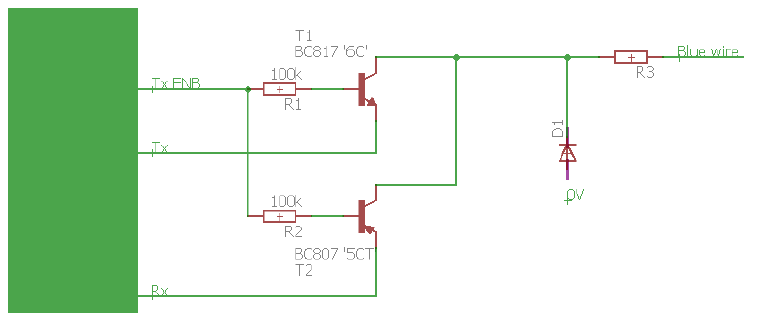 T1
BC817 '6C'
Blue wire
100k
R3
Tx ENB
R1
D1
Tx
0V
100k
R2
BC807 '5CT'
T2
Rx